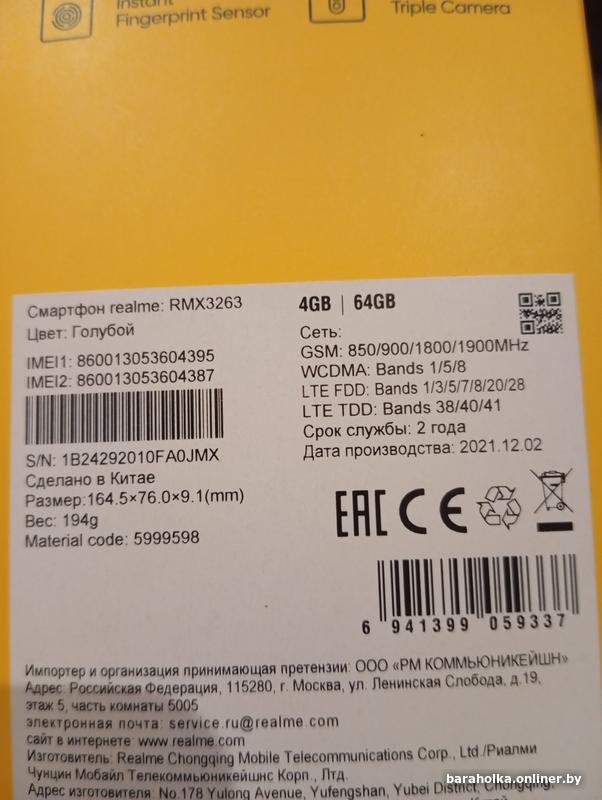 Instant
Fingerprint Sensor
Triple Camera
Смартфон realme: RMX3263
Цвет: Голубой
IMEI1: 860013053604395
IMEI2: 860013053604387
S/N: 1B24292010FA0JMX
Сделано в Китае
Размер:164.5×76.0×9.1(mm)
Вес: 194g
Material code: 5999598
4GB | 64GB
Сеть:
GSM: 850/900/1800/1900MHz
WCDMA: Bands 1/5/8
LTE FDD: Bands 1/3/5/7/8/20/28
LTE TDD: Bands 38/40/41
Срок службы: 2 года
Дата производства: 2021.12.02
EAC CE
6 941399 059337
Импортер и организация принимающая претензии: ООО «РМ КОММЬЮНИКЕЙШН»
Адрес: Российская Федерация, 115280, г. Москва, ул. Ленинская Слобода, д.19,
этаж 5, часть комнаты 5005
электронная почта: service.ru@realme.com
сайт в интернете: www.realme.com
Изготовитель: Realme Chongqing Mobile Telecommunications Corp., Ltd./Риалми
Чунцин Мобайл Телекоммьюникейшнс Корп., Лтд.
Адрес изготовителя: No.178 Yulong Avenue, Yufengshan, Yubei District, Chongqing,
baraholka.onliner.by